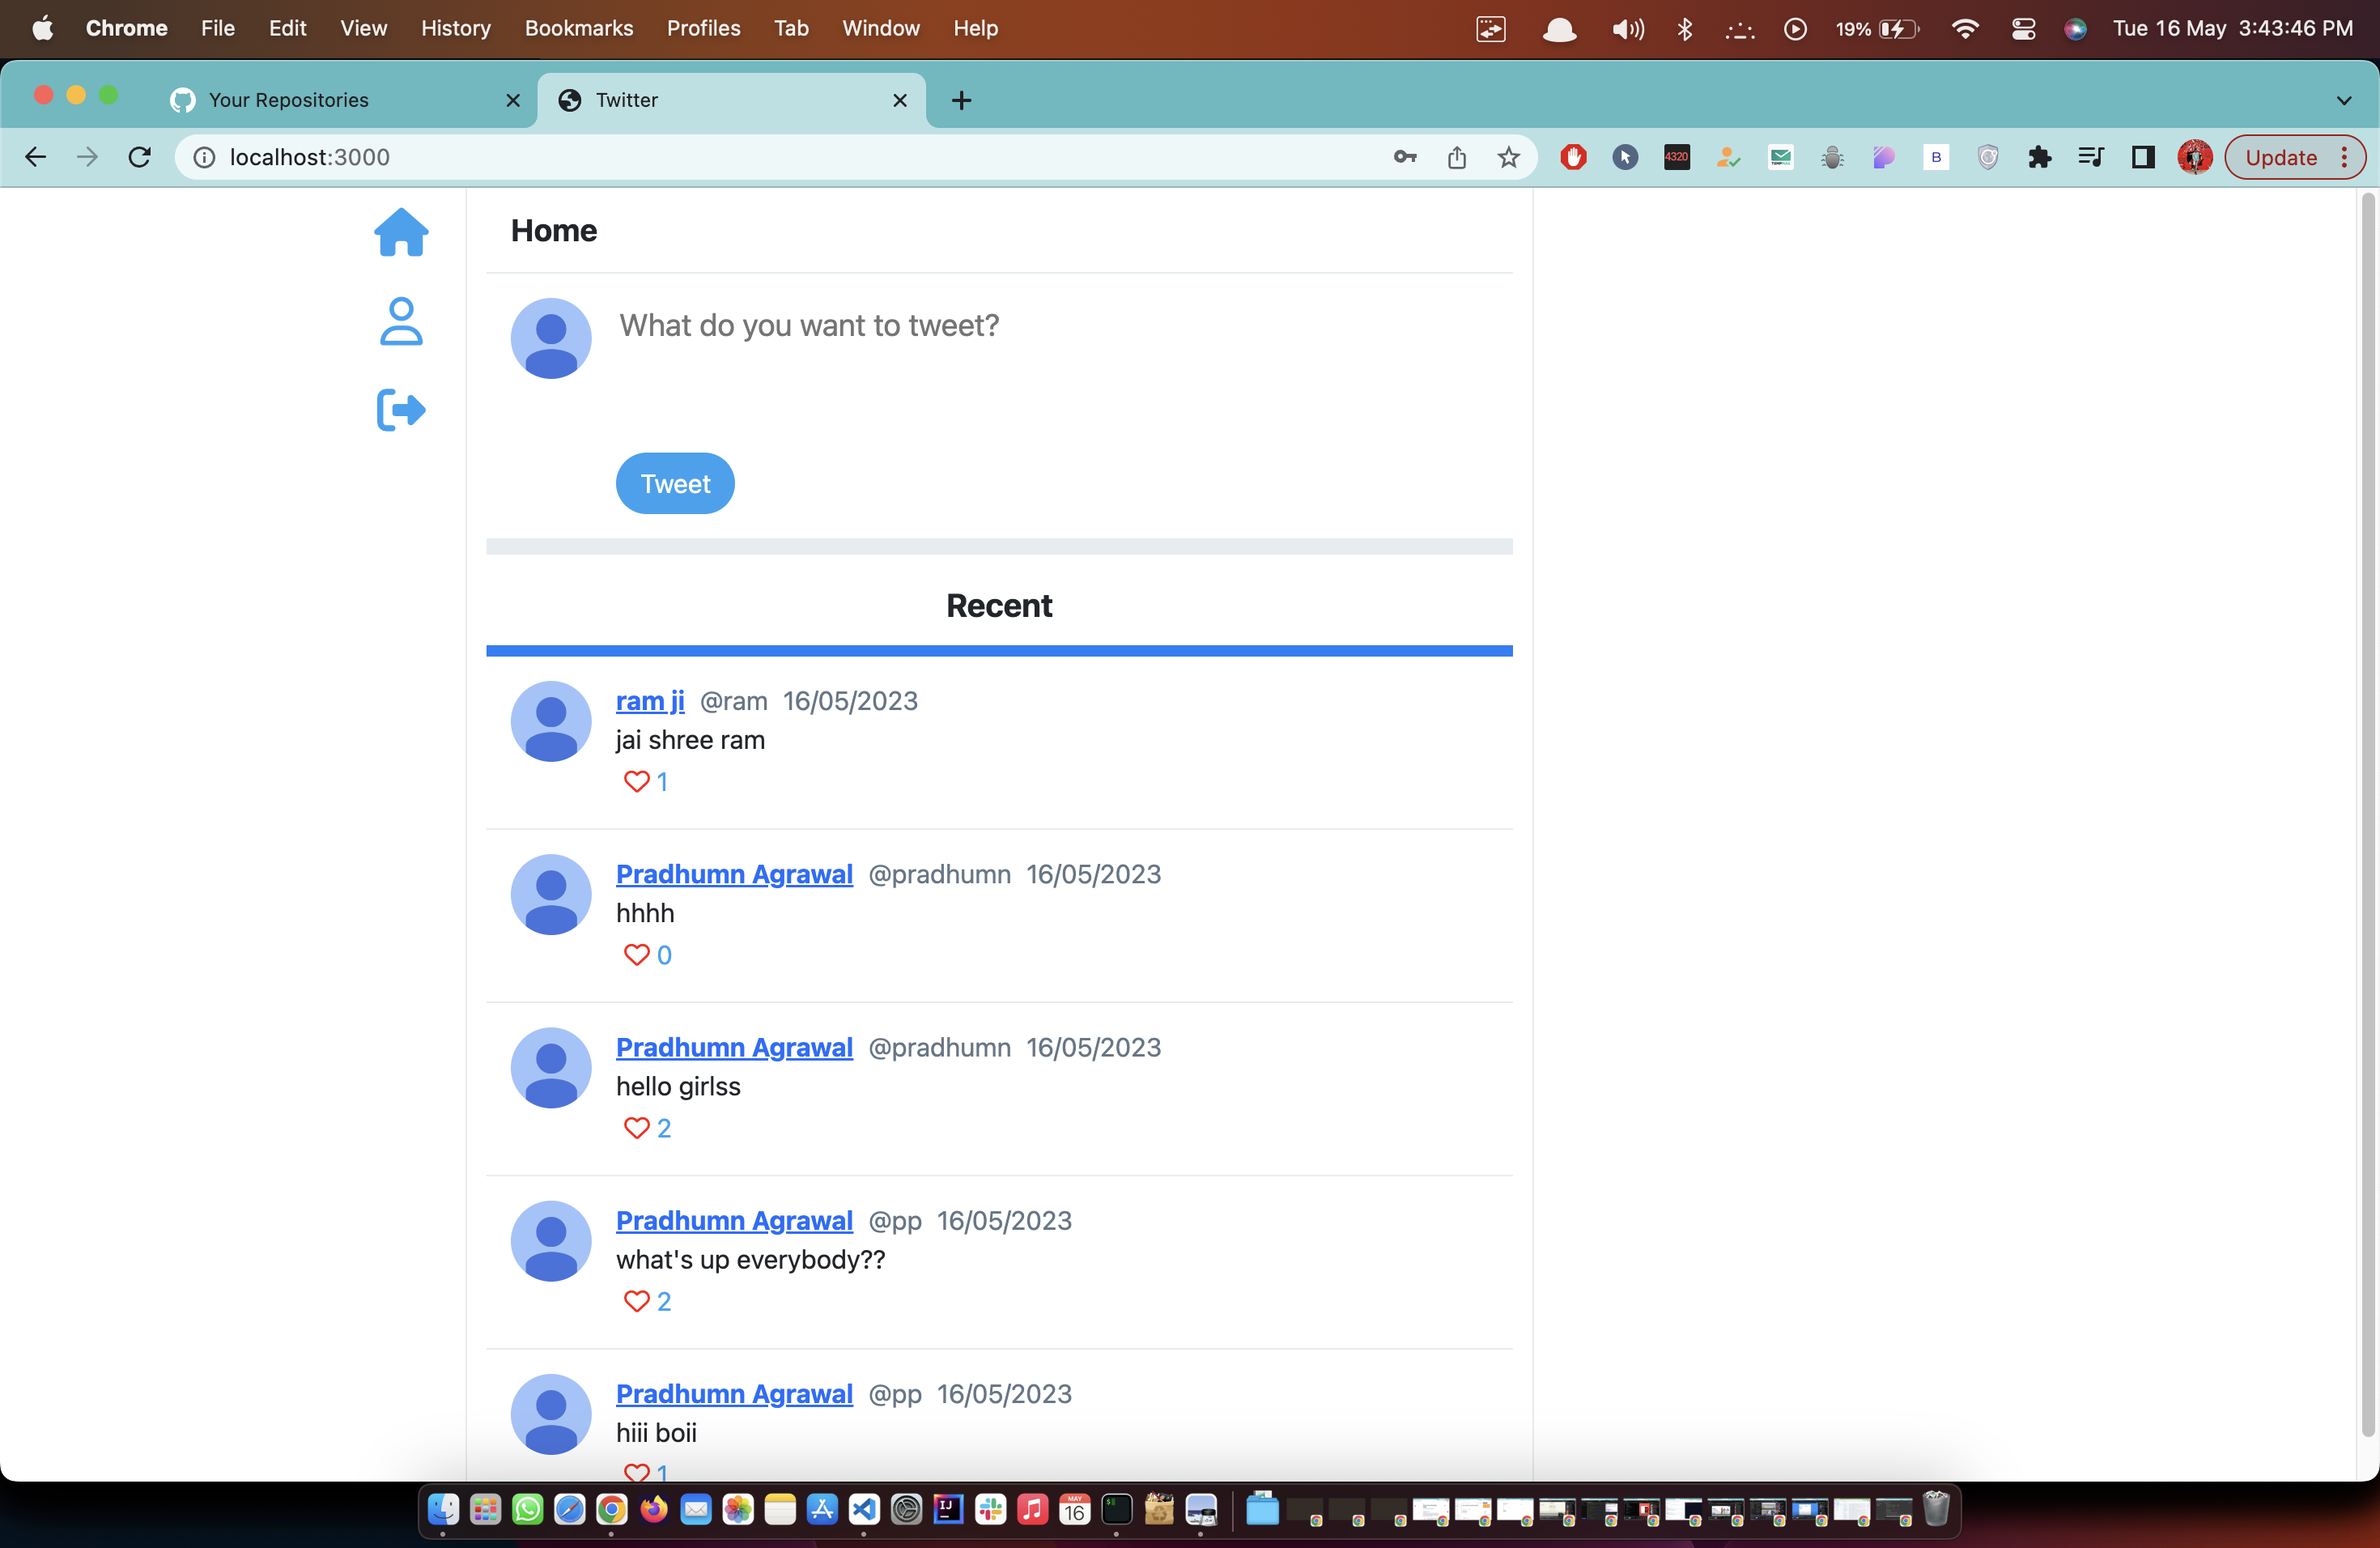 Chrome File Edit View History Bookmarks Profiles Tab Window Help 19% Tue 16 May 3:43:46 PM
Your Repositories Twitter
localhost:3000 4320 B Update
Home
What do you want to tweet?
Tweet
Recent
ram ji @ram 16/05/2023
jai shree ram
1
Pradhumn Agrawal @pradhumn 16/05/2023
hhhh
0
Pradhumn Agrawal @pradhumn 16/05/2023
hello girlss
2
Pradhumn Agrawal @pp 16/05/2023
what's up everybody??
2
Pradhumn Agrawal @pp 16/05/2023
hiii boii
1
IJ MAY 16 $